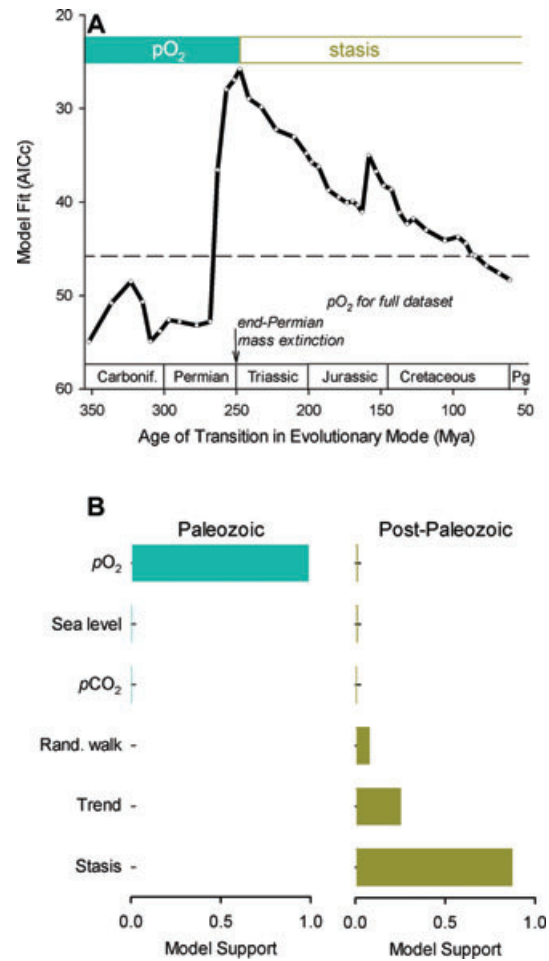 A
pO2
stasis
20
30
40
50
60
Model Fit (AICc)
pO2 for full dataset
end-Permian
mass extinction
Carbonif. Permian Triassic Jurassic Cretaceous Pg
350 300 250 200 150 100 50
Age of Transition in Evolutionary Mode (Mya)
B
Paleozoic Post-Paleozoic
pO2
Sea level
pCO2
Rand. walk
Trend
Stasis
0.0 0.5 1.0 0.0 0.5 1.0
Model Support Model Support